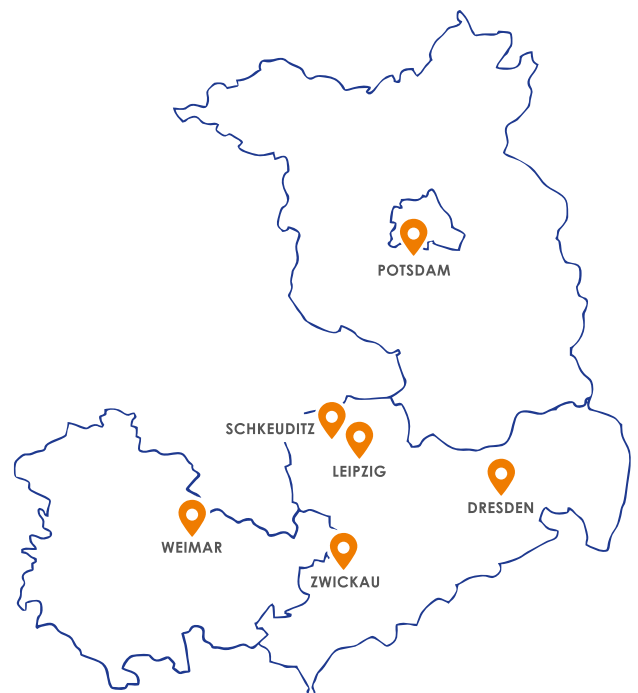 POTSDAM
SCHKEUDITZ
LEIPZIG
DRESDEN
WEIMAR
ZWICKAU